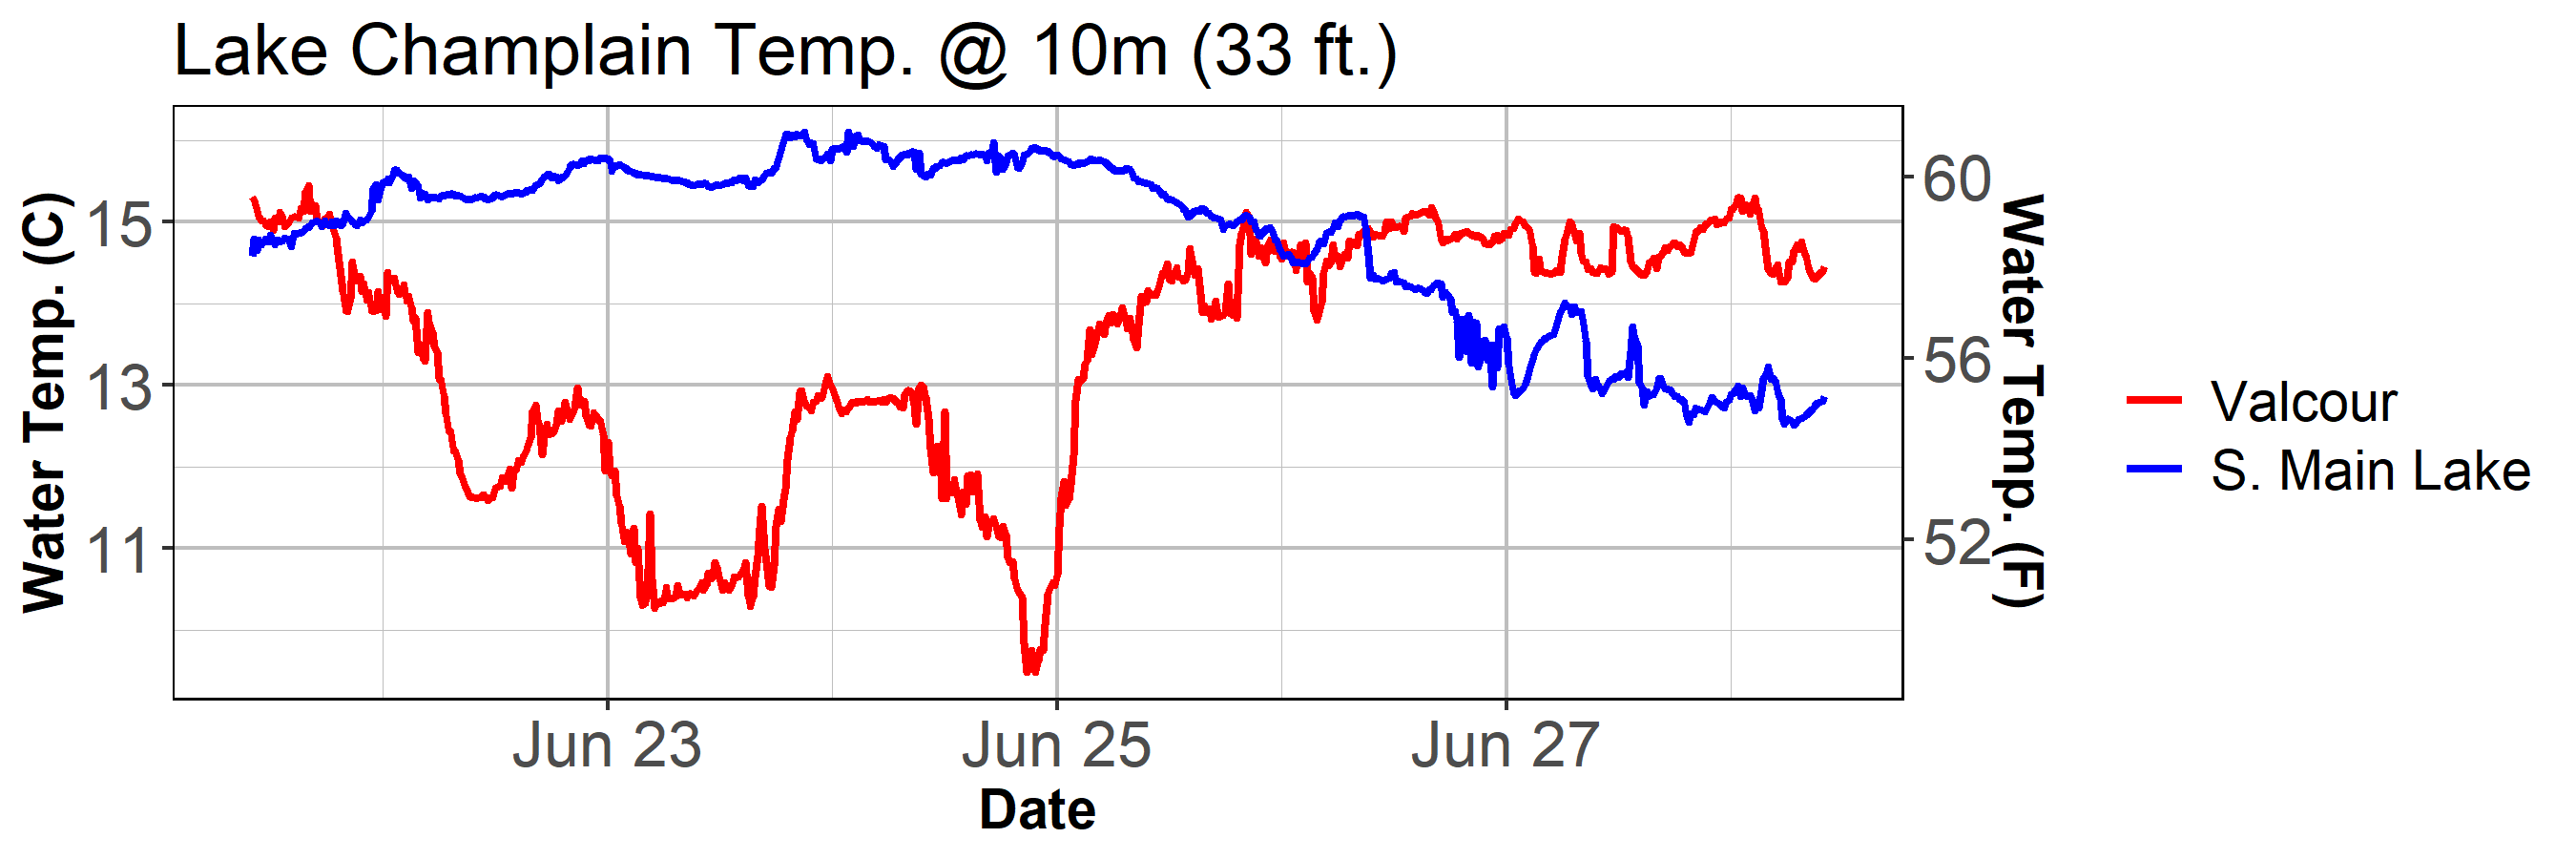 Lake Champlain Temp. @ 10m (33 ft.)
Water Temp. (C)
15
13
11
60
56
52
Water Temp. (F)
Jun 23
Jun 25
Jun 27
Date
Valcour
S. Main Lake